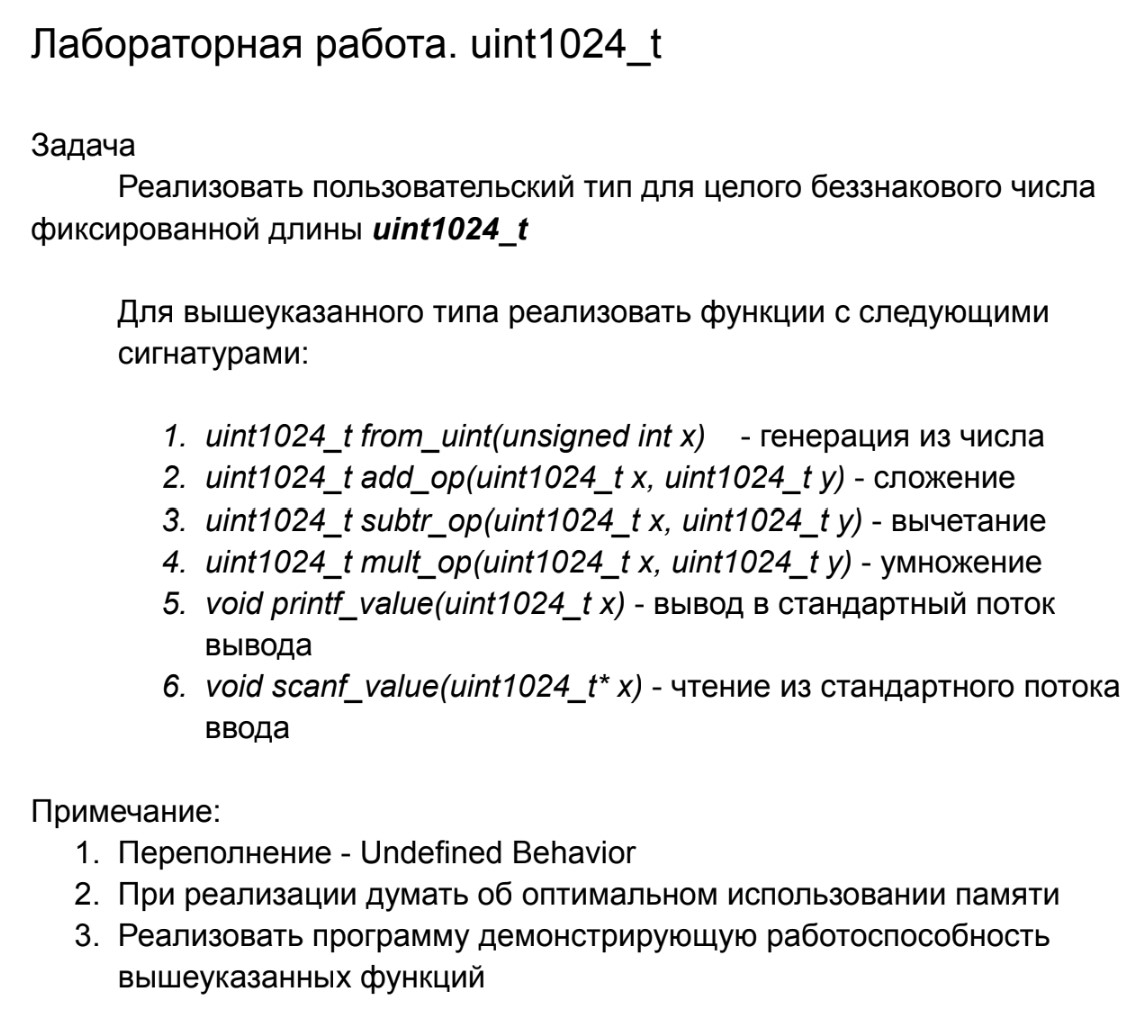 Лабораторная работа. uint1024_t
Задача
Реализовать пользовательский тип для целого беззнакового числа
фиксированной длины uint1024_t
Для вышеуказанного типа реализовать функции с следующими
сигнатурами:
1. uint1024_t from_uint(unsigned int x) - генерация из числа
2. uint1024_t add_op(uint1024_t x, uint1024_t y) - сложение
3. uint1024_t subtr_op(uint1024_t x, uint1024_t y) - вычетание
4. uint1024_t mult_op(uint1024_t x, uint1024_t y) - умножение
5. void printf_value(uint1024_t x) - вывод в стандартный поток
вывода
6. void scanf_value(uint1024_t* x) - чтение из стандартного потока
ввода
Примечание:
1. Переполнение - Undefined Behavior
2. При реализации думать об оптимальном использовании памяти
3. Реализовать программу демонстрирующую работоспособность
вышеуказанных функций